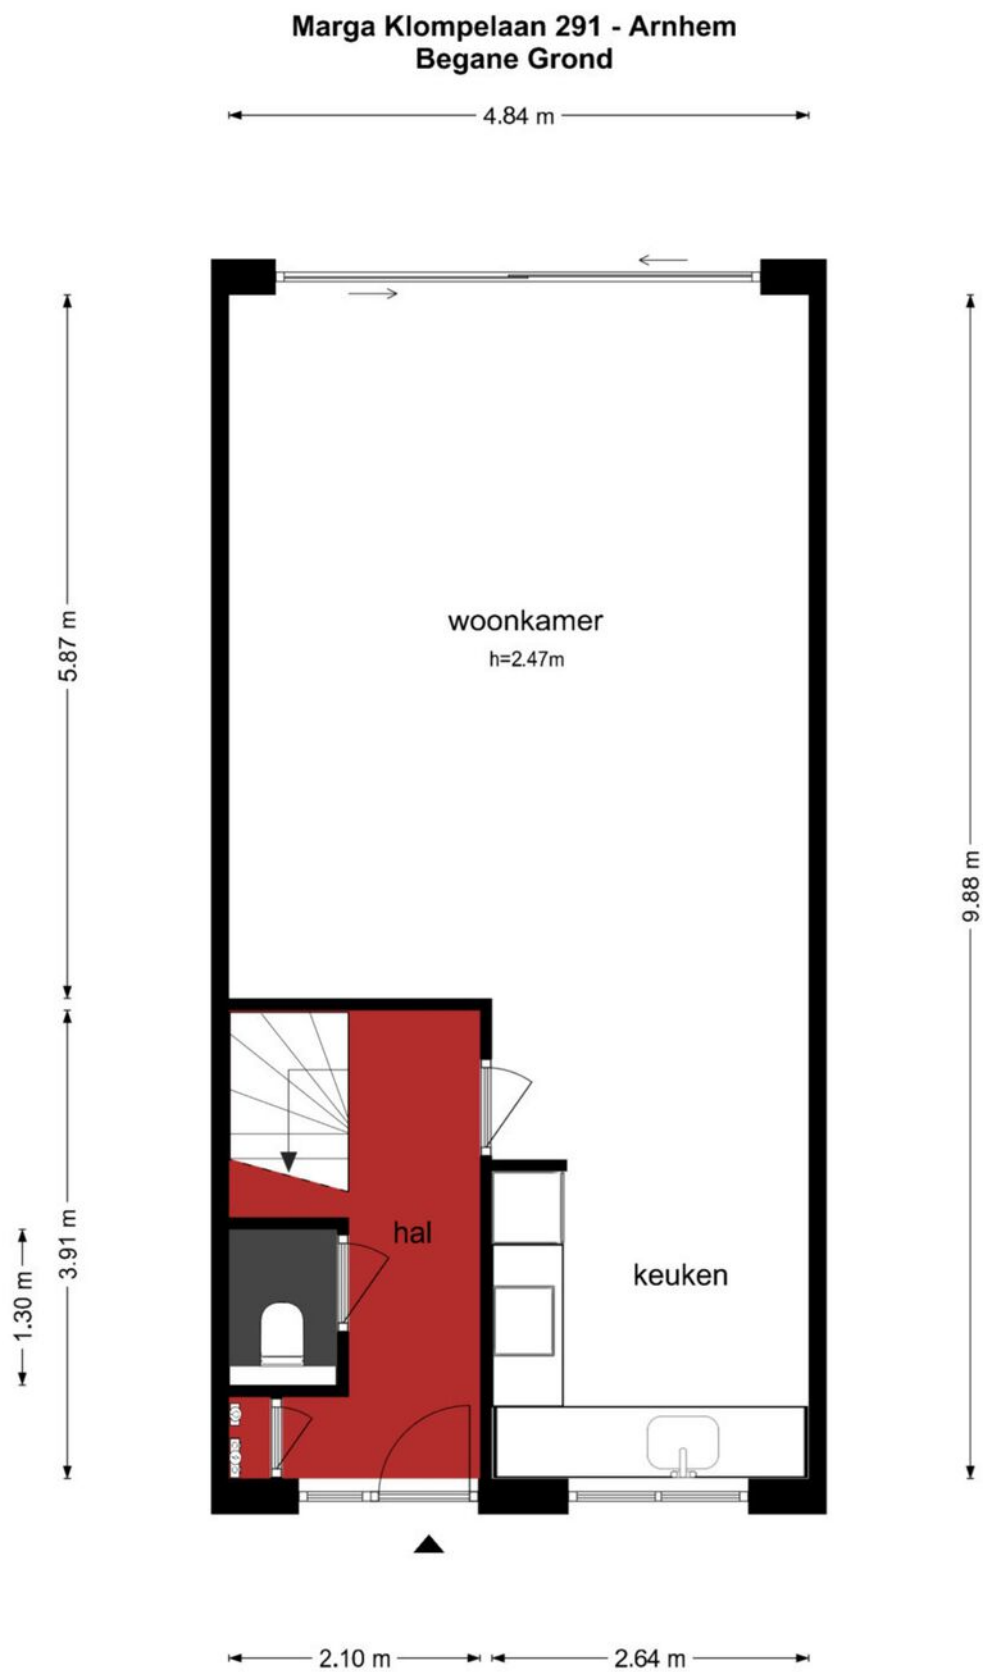 Marga Klompelaan 291 - Arnhem
Begane Grond
4.84 m
woonkamer
h=2.47m
5.87 m
9.88 m
hal
keuken
3.91 m
1.30 m
2.10 m
2.64 m